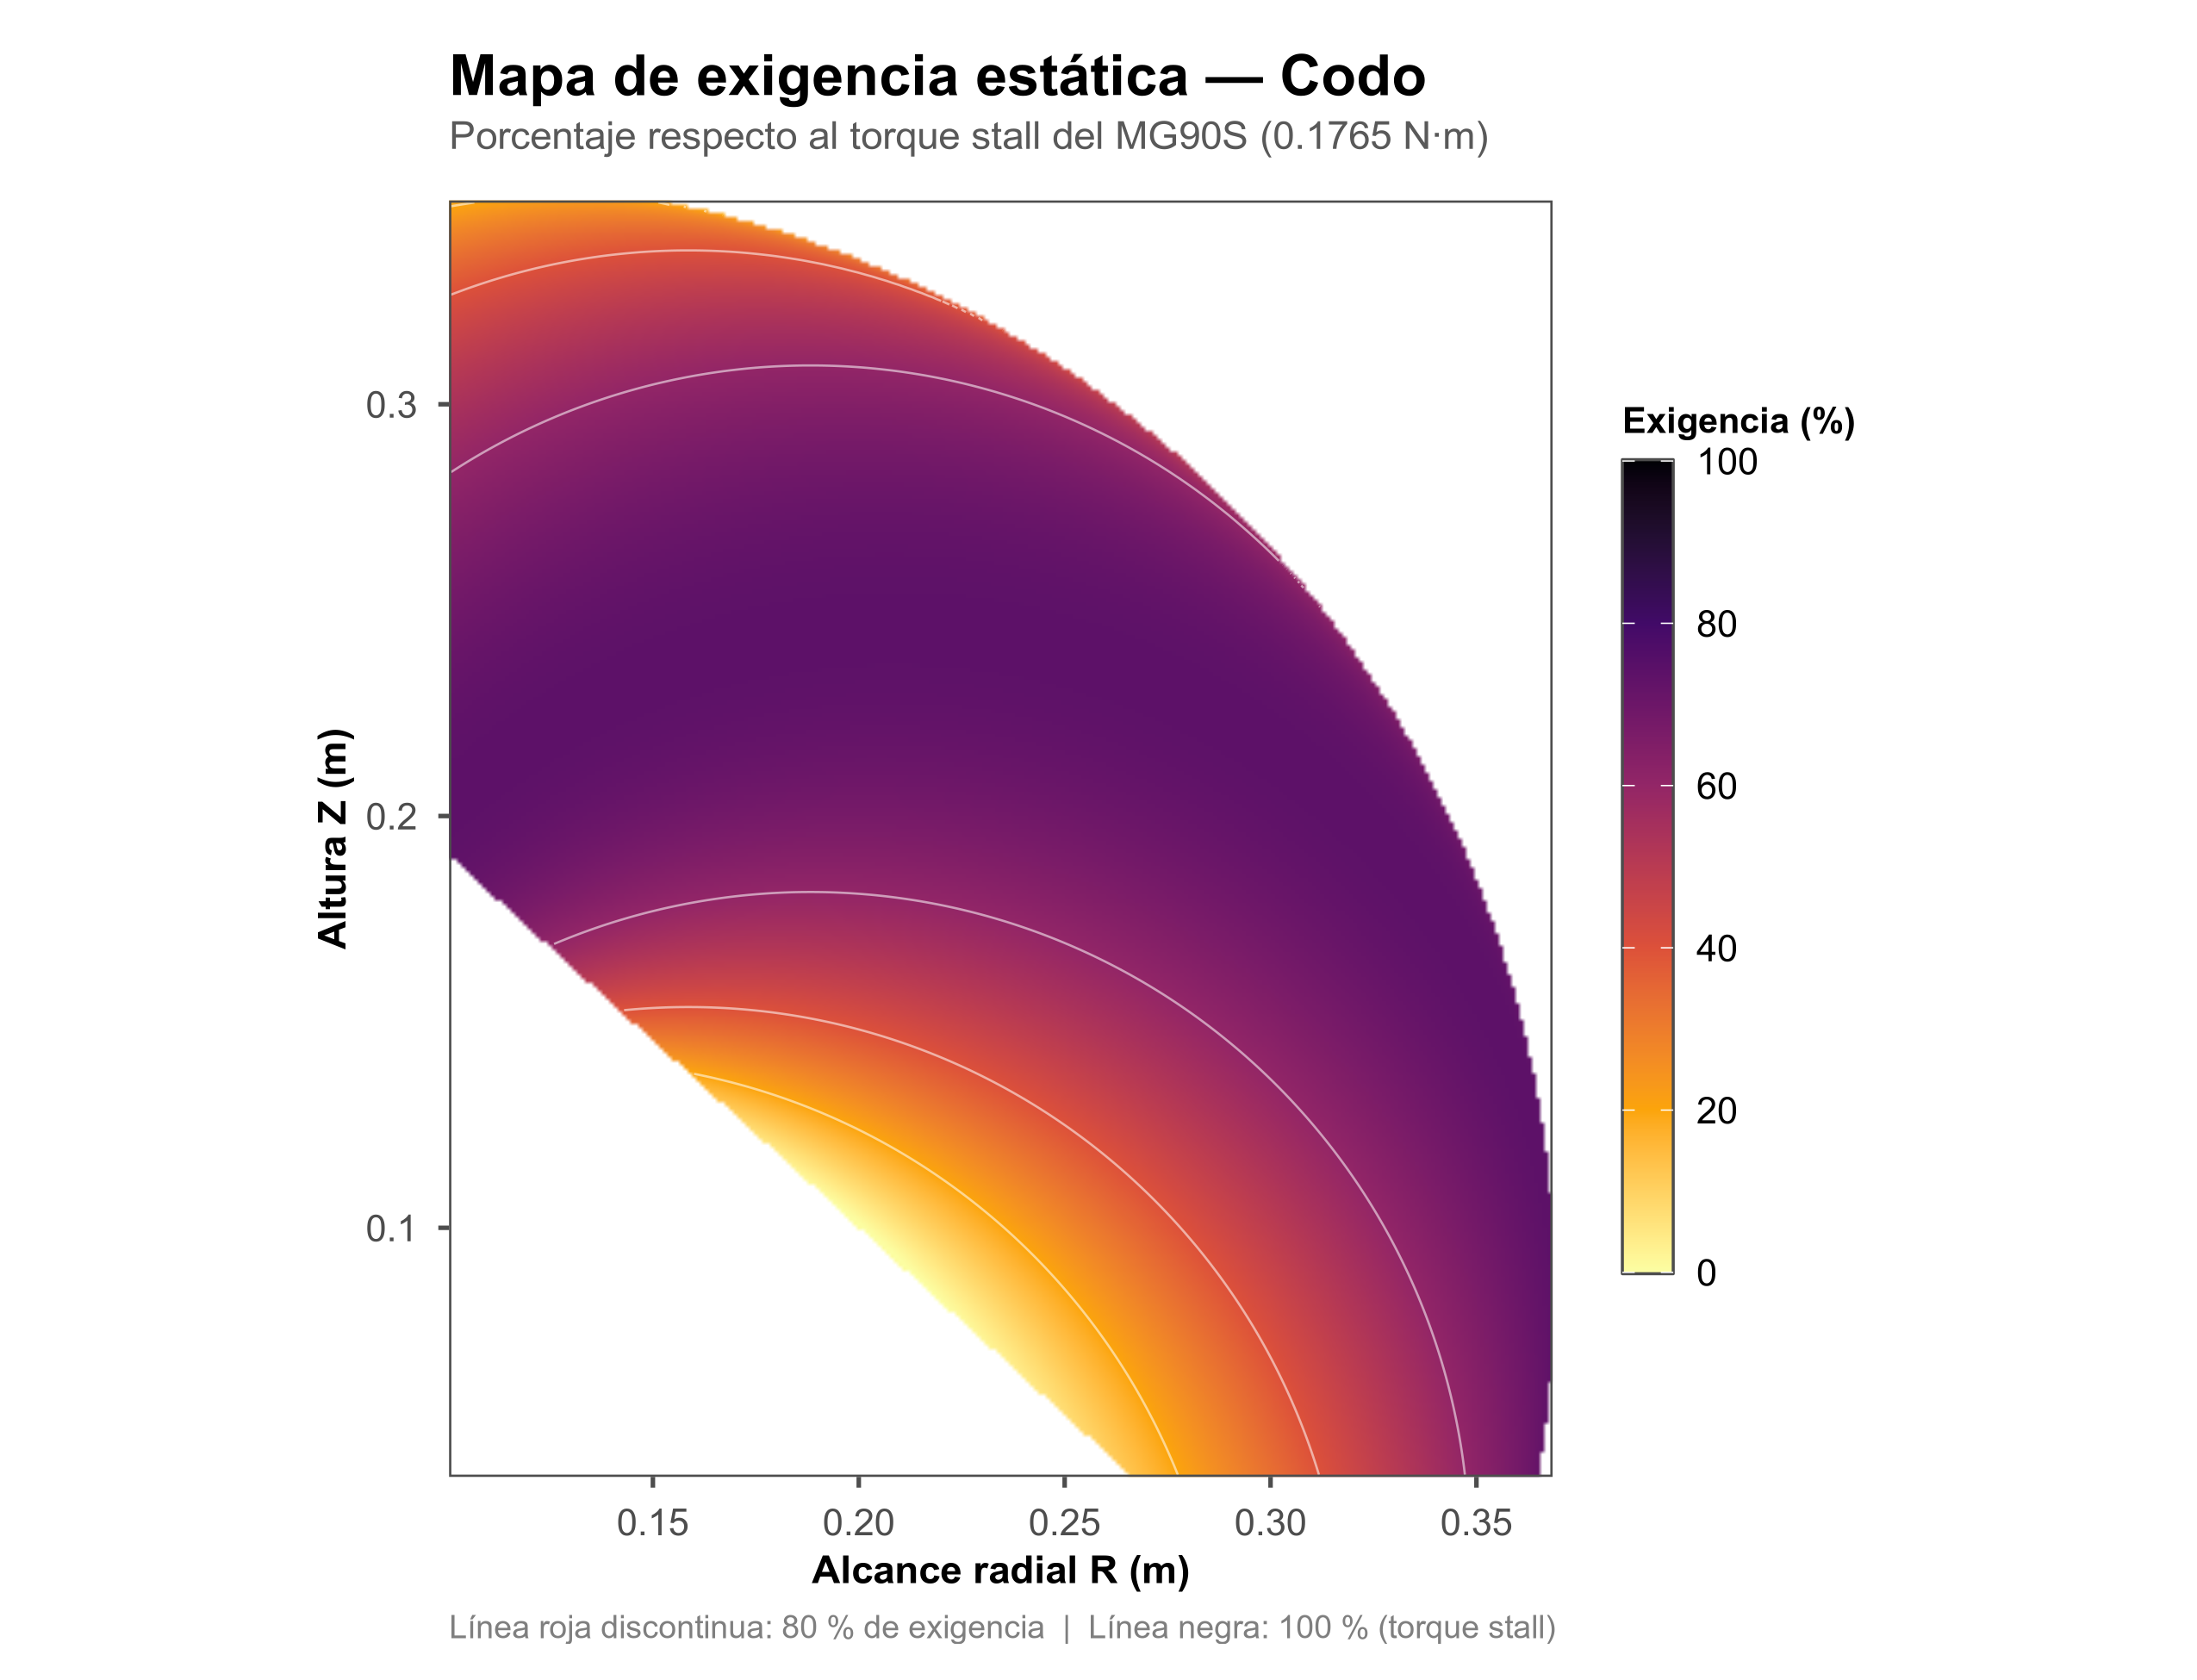 Mapa de exigencia estática — Codo
Porcentaje respecto al torque stall del MG90S (0.1765 N·m)
Exigencia (%)
100
80
60
40
20
0
Altura Z (m)
0.3
0.2
0.1
0.15 0.20 0.25 0.30 0.35
Alcance radial R (m)
Línea roja discontinua: 80 % de exigencia | Línea negra: 100 % (torque stall)